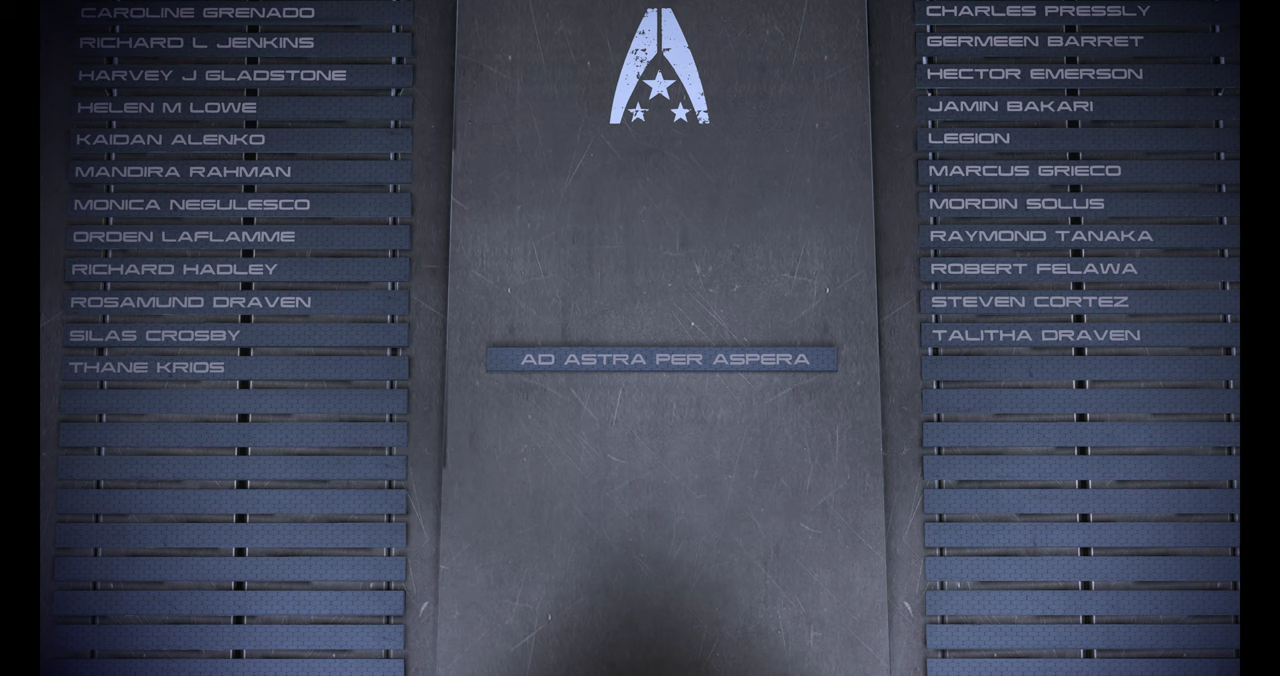 CAROLINE GRENADO
RICHARD L JENKINS
HARVEY J GLADSTONE
HELEN M LOWE
KAIDAN ALENKO
MANDIRA RAHMAN
MONICA NEGULESCO
ORDEN LAFLAMME
RICHARD HADLEY
ROSAMUND DRAVEN
SILAS CROSBY
THANE KRIOS
AD ASTRA PER ASPERA
CHARLES PRESSLY
GERMEEN BARRET
HECTOR EMERSON
JAMIN BAKARI
LEGION
MARCUS GRIECO
MORDIN SOLUS
RAYMOND TANAKA
ROBERT FELAWA
STEVEN CORTEZ
TALITHA DRAVEN